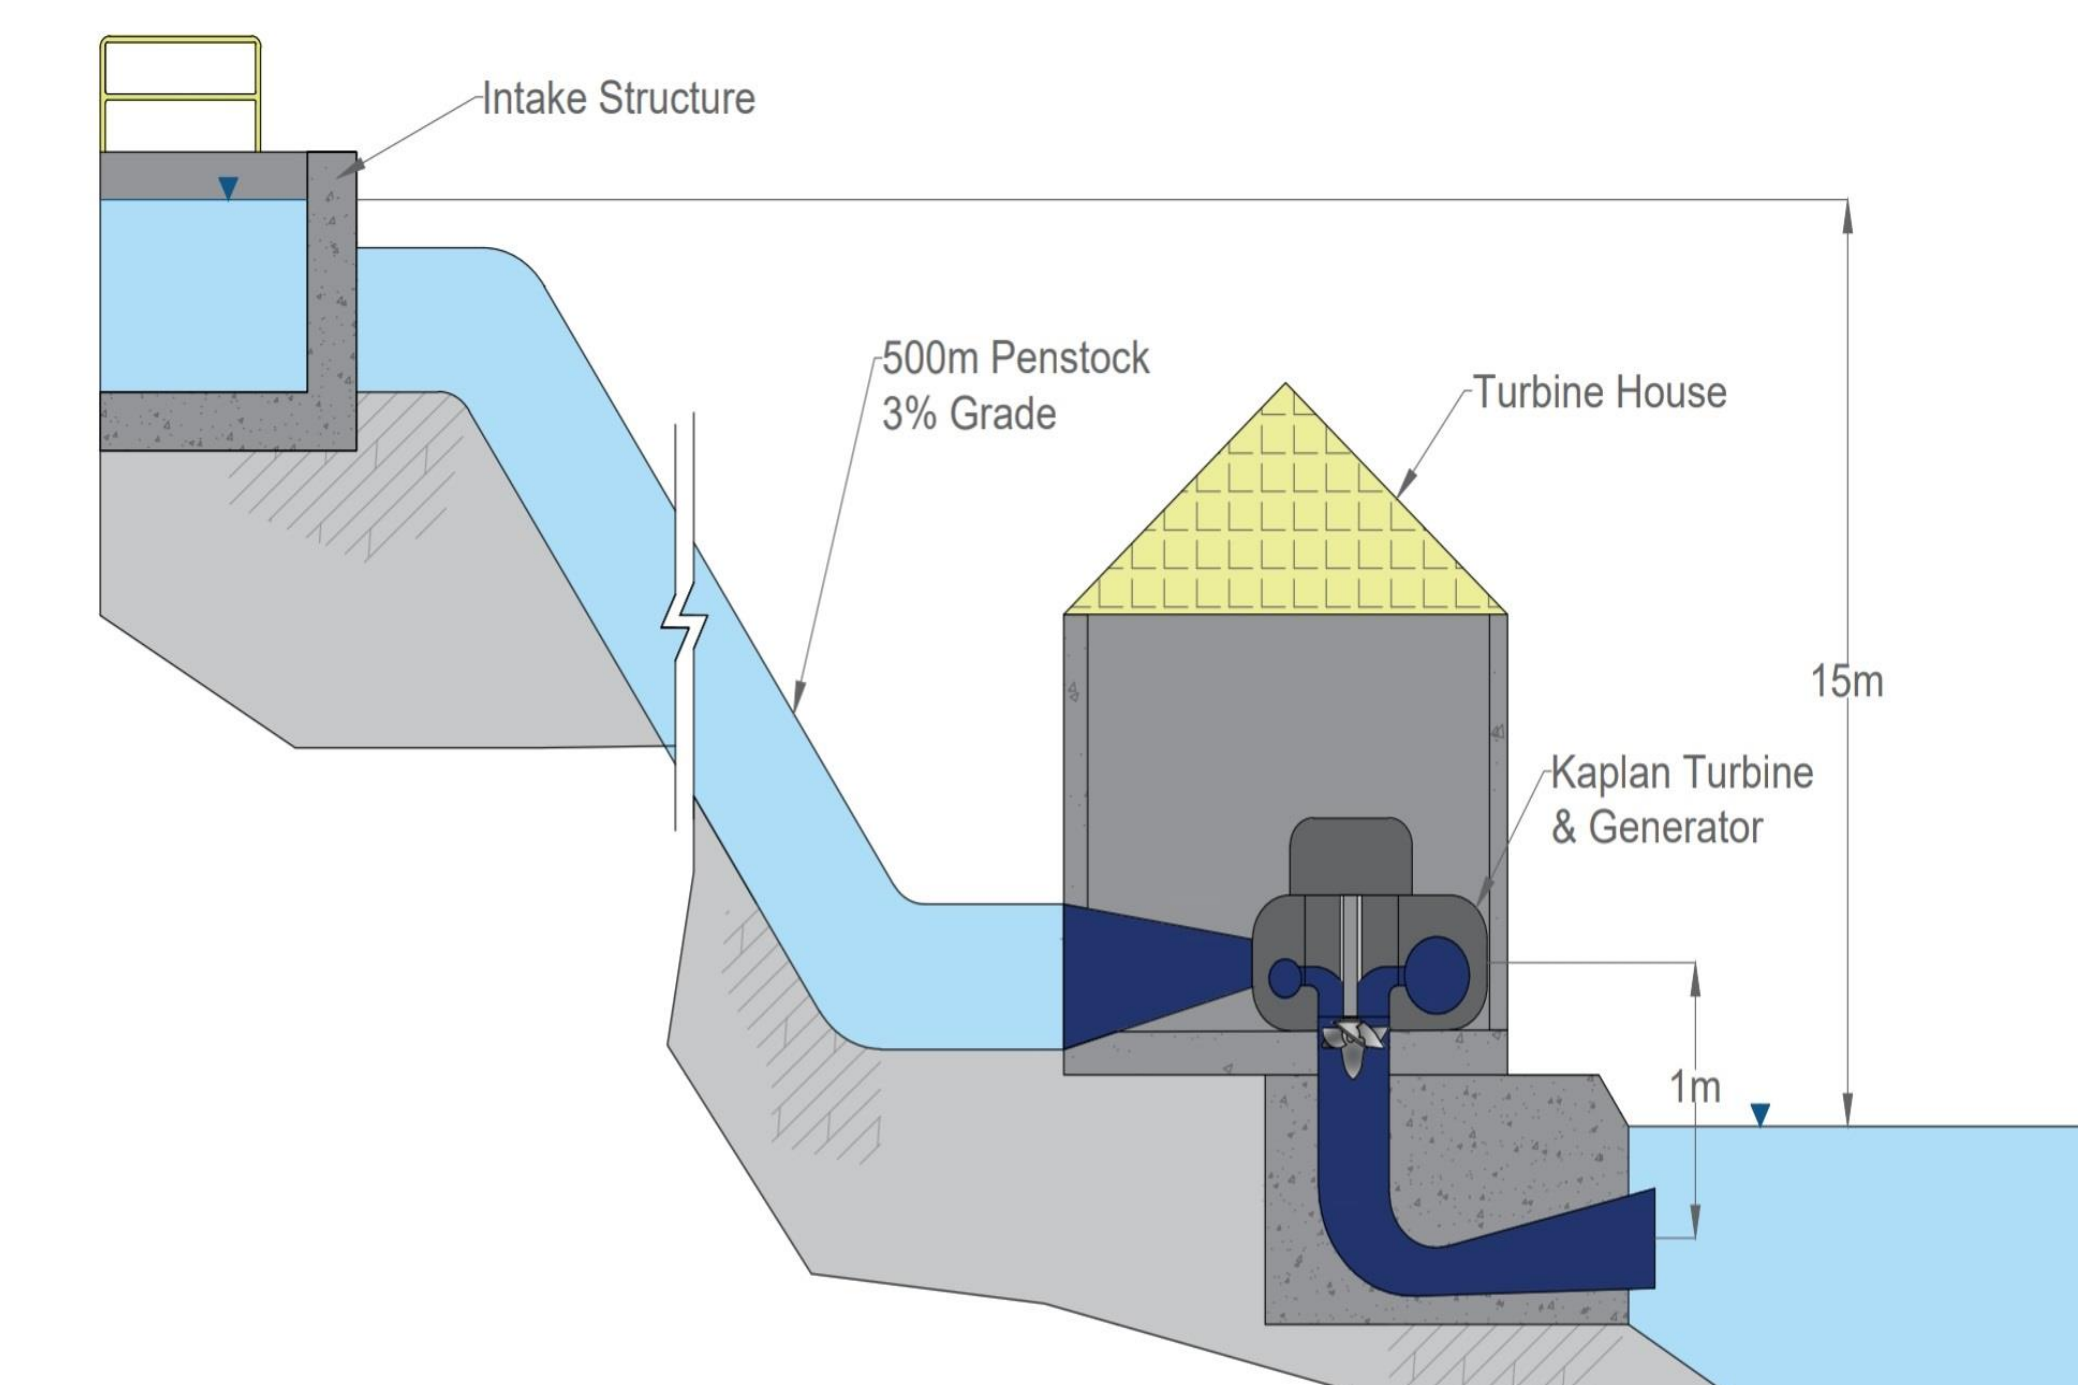 Intake Structure
500m Penstock
3% Grade
Turbine House
15m
Kaplan Turbine
& Generator
1m